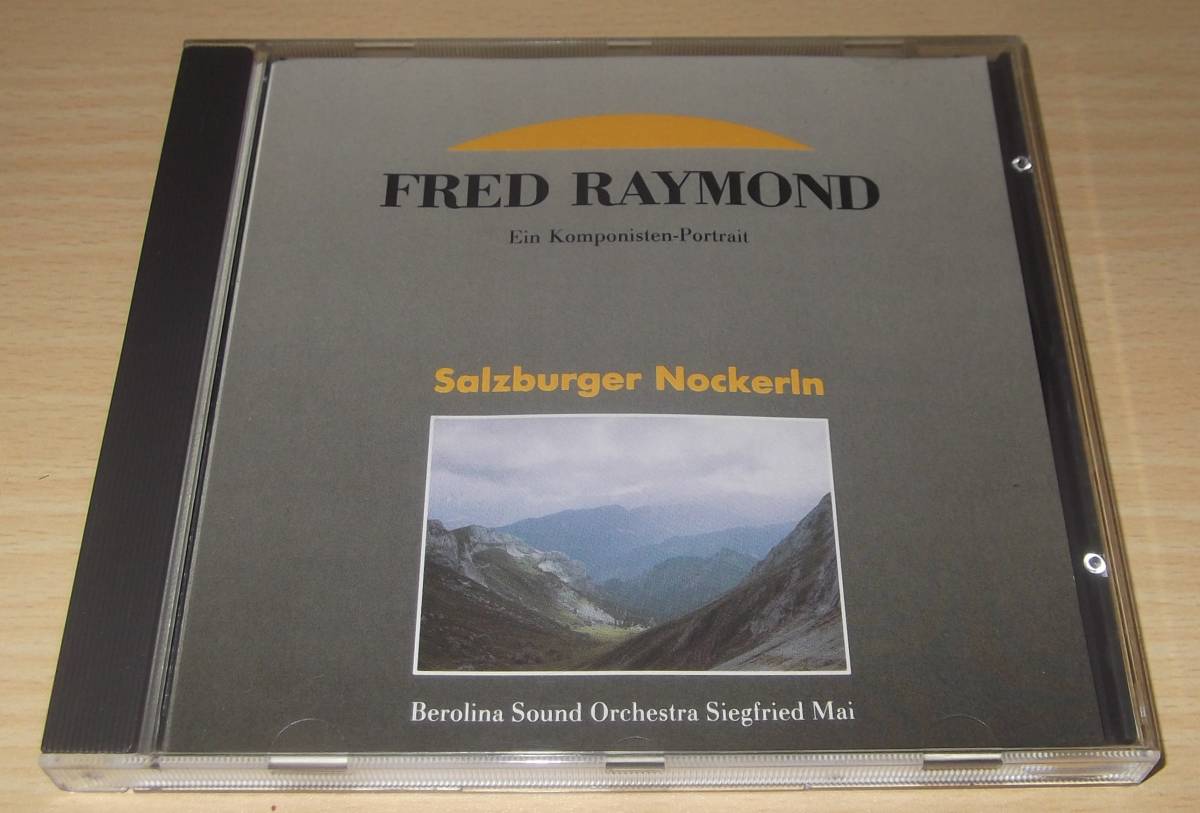 FRED RAYMOND
Ein Komponisten-Portrait
Salzburger Nockerln
Berolina Sound Orchestra Siegfried Mai